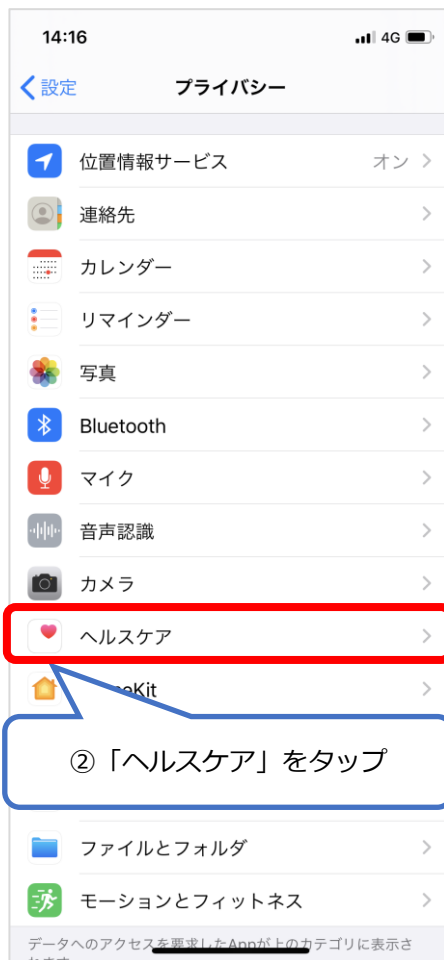 14:16
4G
設定
プライバシー
位置情報サービス
オン
連絡先
カレンダー
リマインダー
写真
Bluetooth
マイク
音声認識
カメラ
ヘルスケア
②「ヘルスケア」をタップ
ファイルとフォルダ
モーションとフィットネス
データへのアクセスを要求したAppが上のカテゴリに表示さ